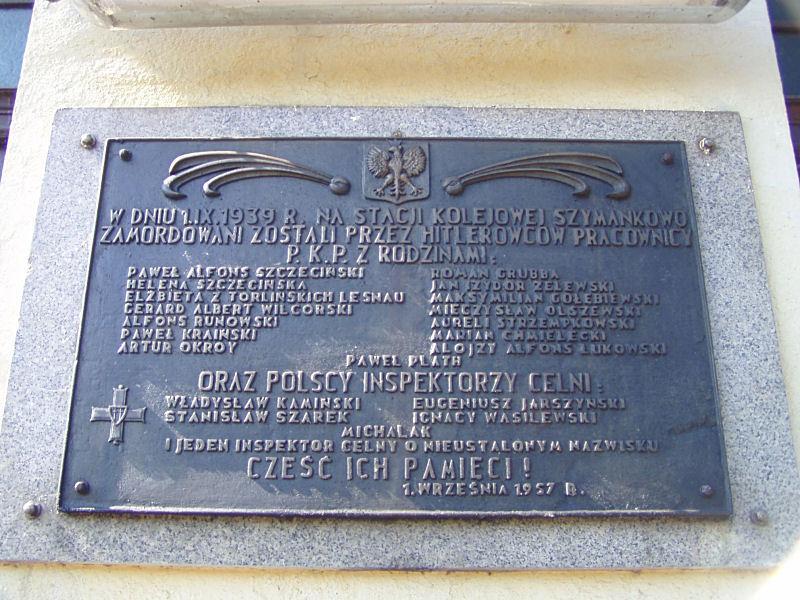 W DNIU 1.IX.1939 R. NA STACJI KOLEJOWEJ SZYMANKOWO
ZAMORDOWANI ZOSTALI PRZEZ HITLEROWCÓW PRACOWNICY
P.K.P. Z RODZINAMI:
PAWEŁ ALFONS SZCZECIŃSKI ROMAN GRUBBA
HELENA SZCZECIŃSKA JAN IZYDOR ŻELEWSKI
ELŻBIETA Z TORLIŃSKICH LESNAU MAKSYMILIAN GOŁĘBIEWSKI
GERARD ALBERT WILGORSKI MIECZYSŁAW OLSZEWSKI
ALFONS RUNOWSKI AURELI STRZEMPKOWSKI
PAWEŁ KRAIŃSKI MARIAN CHMIELECKI
ARTUR OKROY ALOJZY ALFONS ŁUKOWSKI
PAWEŁ PLATH
ORAZ POLSCY INSPEKTORZY CELNI:
WŁADYSŁAW KAMIŃSKI EUGENIUSZ JARSZYŃSKI
STANISŁAW SZAREK IGNACY WASILEWSKI
MICHALAK
I JEDEN INSPEKTOR CELNY O NIEUSTALONYM NAZWISKU
CZEŚĆ ICH PAMIĘCI!
1.WRZEŚNIA 1957 R.